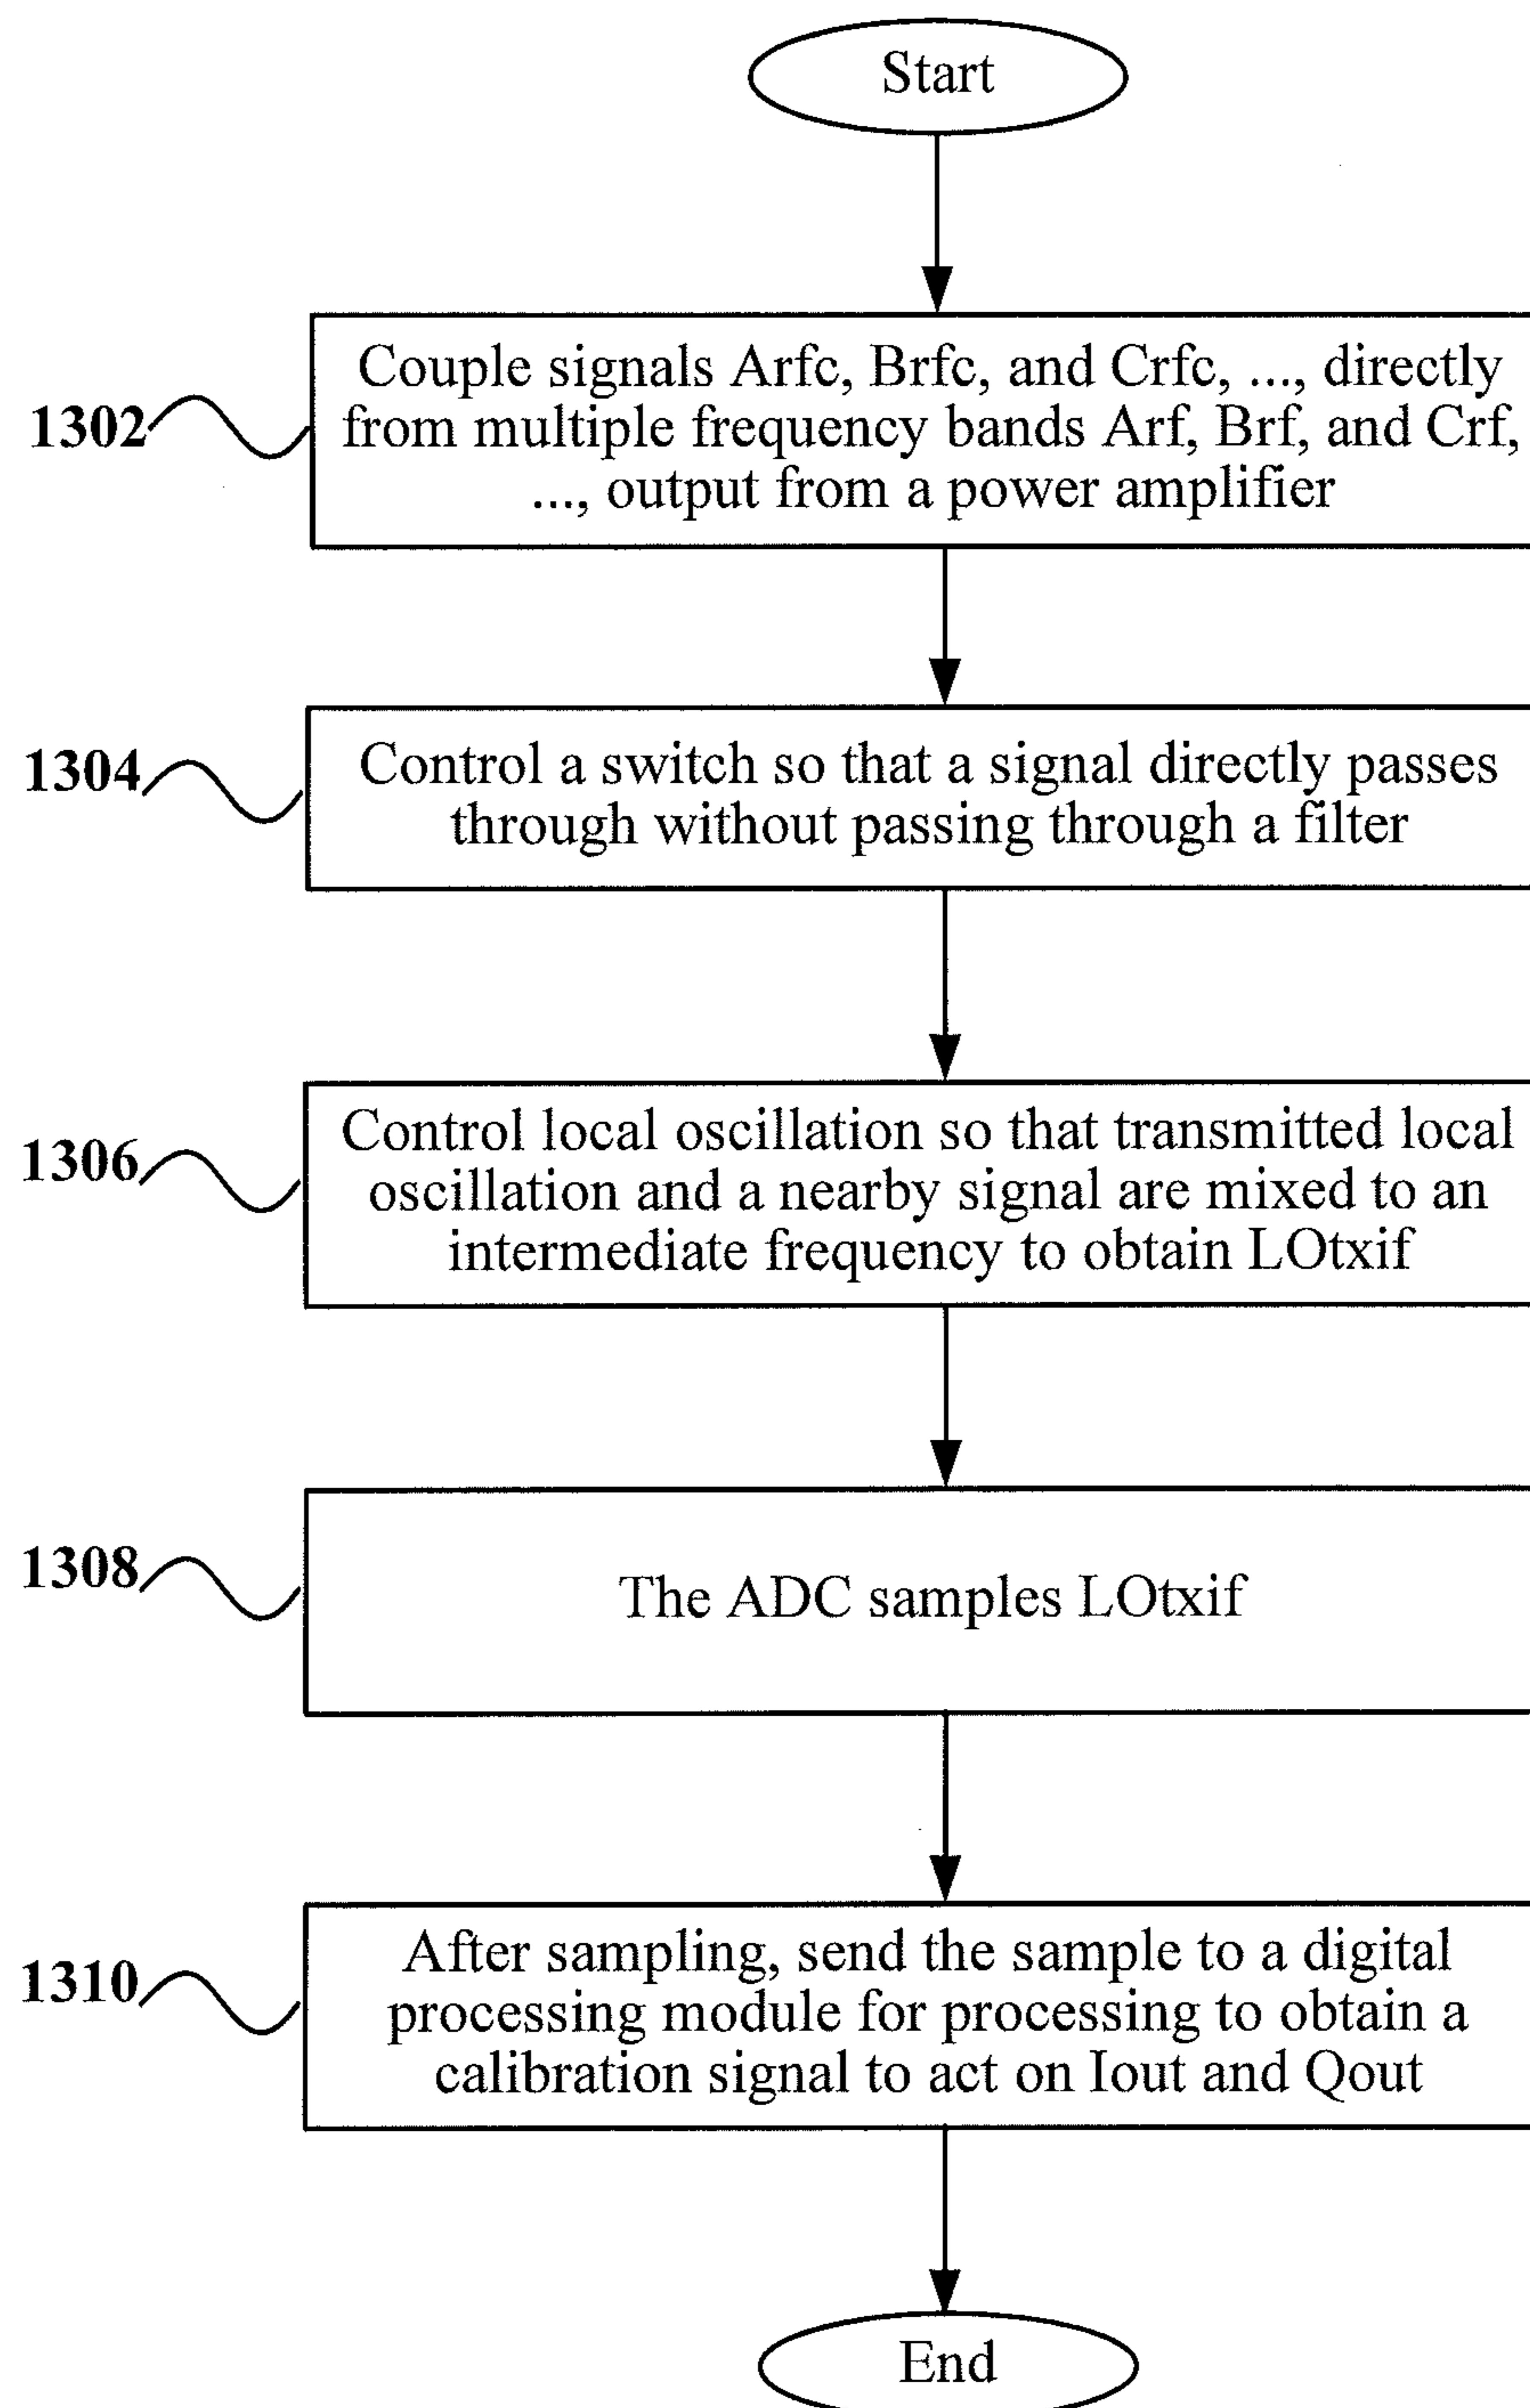 Start
1302
Couple signals Arfc, Brfc, and Crfc, ..., directly
from multiple frequency bands Arf, Brf, and Crf,
..., output from a power amplifier
1304
Control a switch so that a signal directly passes
through without passing through a filter
1306
Control local oscillation so that transmitted local
oscillation and a nearby signal are mixed to an
intermediate frequency to obtain LOtxif
1308
The ADC samples LOtxif
1310
After sampling, send the sample to a digital
processing module for processing to obtain a
calibration signal to act on Iout and Qout
End